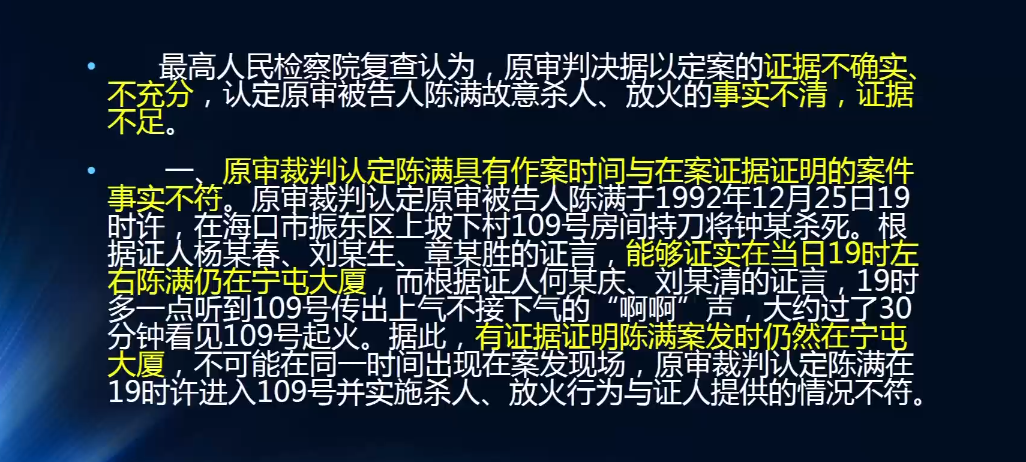 最高人民检察院复查认为，原审判决据以定案的证据不确实、
不充分，认定原审被告人陈满故意杀人、放火的事实不清，证据
不足。
一、原审裁判认定陈满具有作案时间与在案证据证明的案件
事实不符。原审裁判认定原审被告人陈满于1992年12月25日19
时许，在海口市振东区上坡下村109号房间持刀将钟某杀死。根
据证人杨某春、刘某生、章某胜的证言，能够证实在当日19时左
右陈满仍在宁屯大厦，而根据证人何某庆、刘某清的证言，19时
多一点听到109号传出上气不接下气的“啊啊”声，大约过了30
分钟看见109号起火。据此，有证据证明陈满案发时仍然在宁屯
大厦，不可能在同一时间出现在案发现场，原审裁判认定陈满在
19时许进入109号并实施杀人、放火行为与证人提供的情况不符。